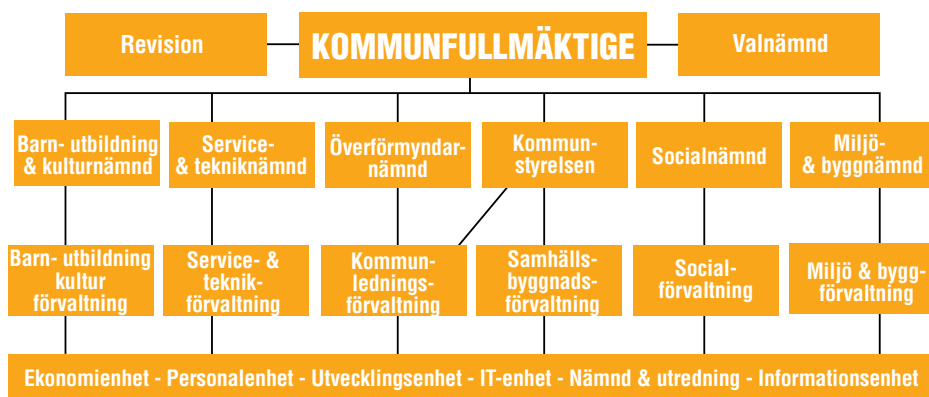 Revision
KOMMUNFULLMÄKTIGE
Valnämnd
Barn- utbildning
& kulturnämnd
Service-
& tekniknämnd
Överförmyndar-
nämnd
Kommun-
styrelsen
Socialnämnd
Miljö-
& byggnämnd
Barn- utbildning
kultur
förvaltning
Service- &
teknik-
förvaltning
Kommun-
lednings-
förvaltning
Samhälls-
byggnads-
förvaltning
Social-
förvaltning
Miljö & bygg-
förvaltning
Ekonomienhet - Personalenhet - Utvecklingsenhet - IT-enhet - Nämnd & utredning - Informationsenhet